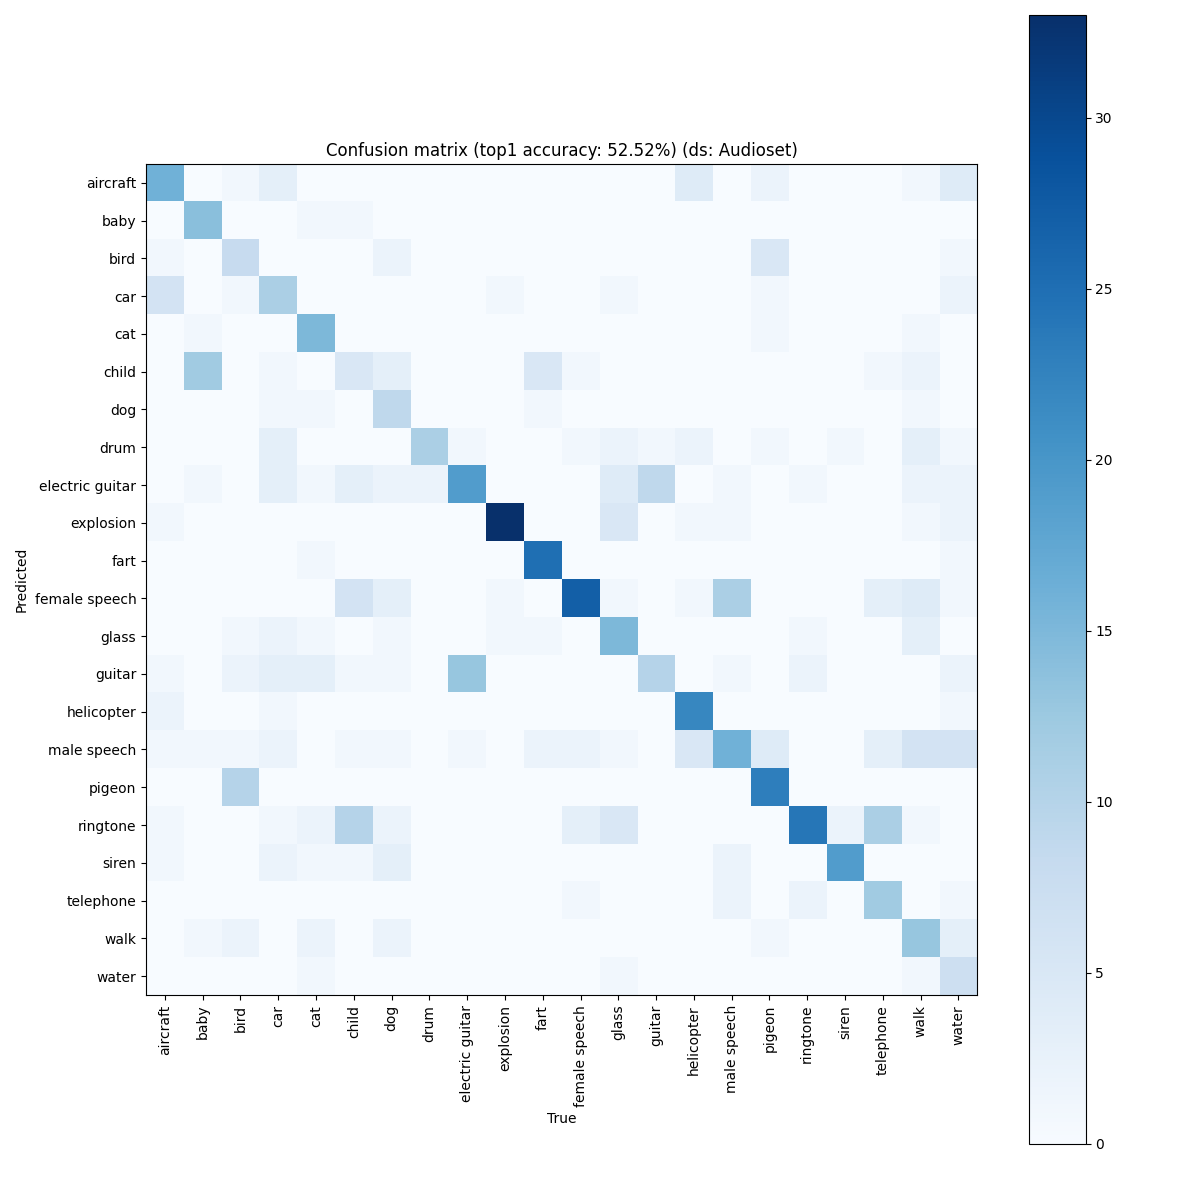 Confusion matrix (top1 accuracy: 52.52%) (ds: Audioset)
aircraft
baby
bird
car
cat
child
dog
drum
electric guitar
explosion
fart
female speech
glass
guitar
helicopter
male speech
pigeon
ringtone
siren
telephone
walk
water
Predicted
aircraft
baby
bird
car
cat
child
dog
drum
electric guitar
explosion
fart
female speech
glass
guitar
helicopter
male speech
pigeon
ringtone
siren
telephone
walk
water
True
30
25
20
15
10
5
0